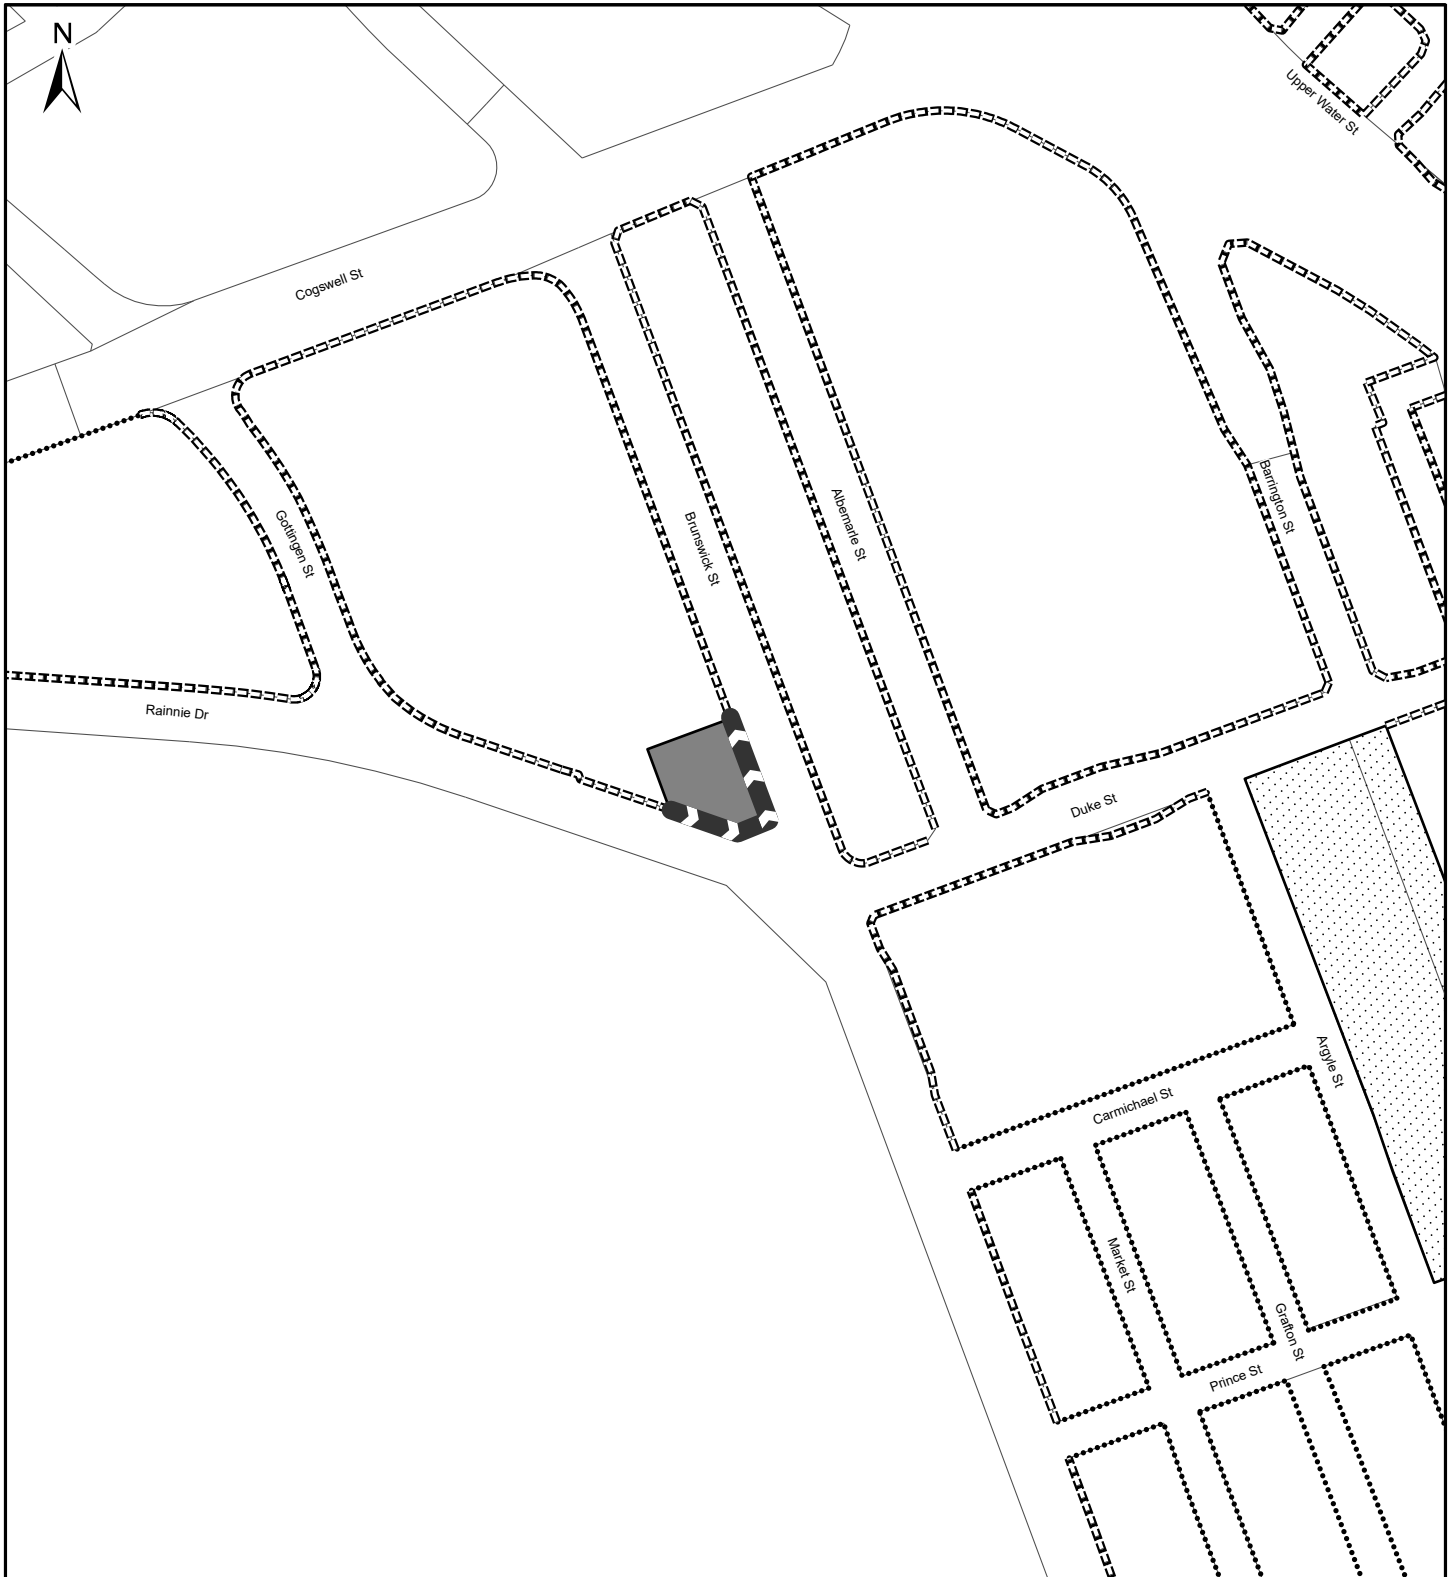 N
Upper Water St
Cogswell St
Barrington St
Albemarle St
Brunswick St
Gottingen St
Rainnie Dr
Duke St
Argyle St
Carmichael St
Market St
Grafton St
Prince St